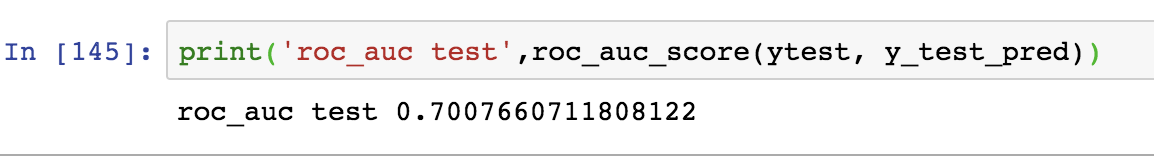 In [145]: print('roc_auc test',roc_auc_score(ytest, y_test_pred))
roc_auc test 0.7007660711808122